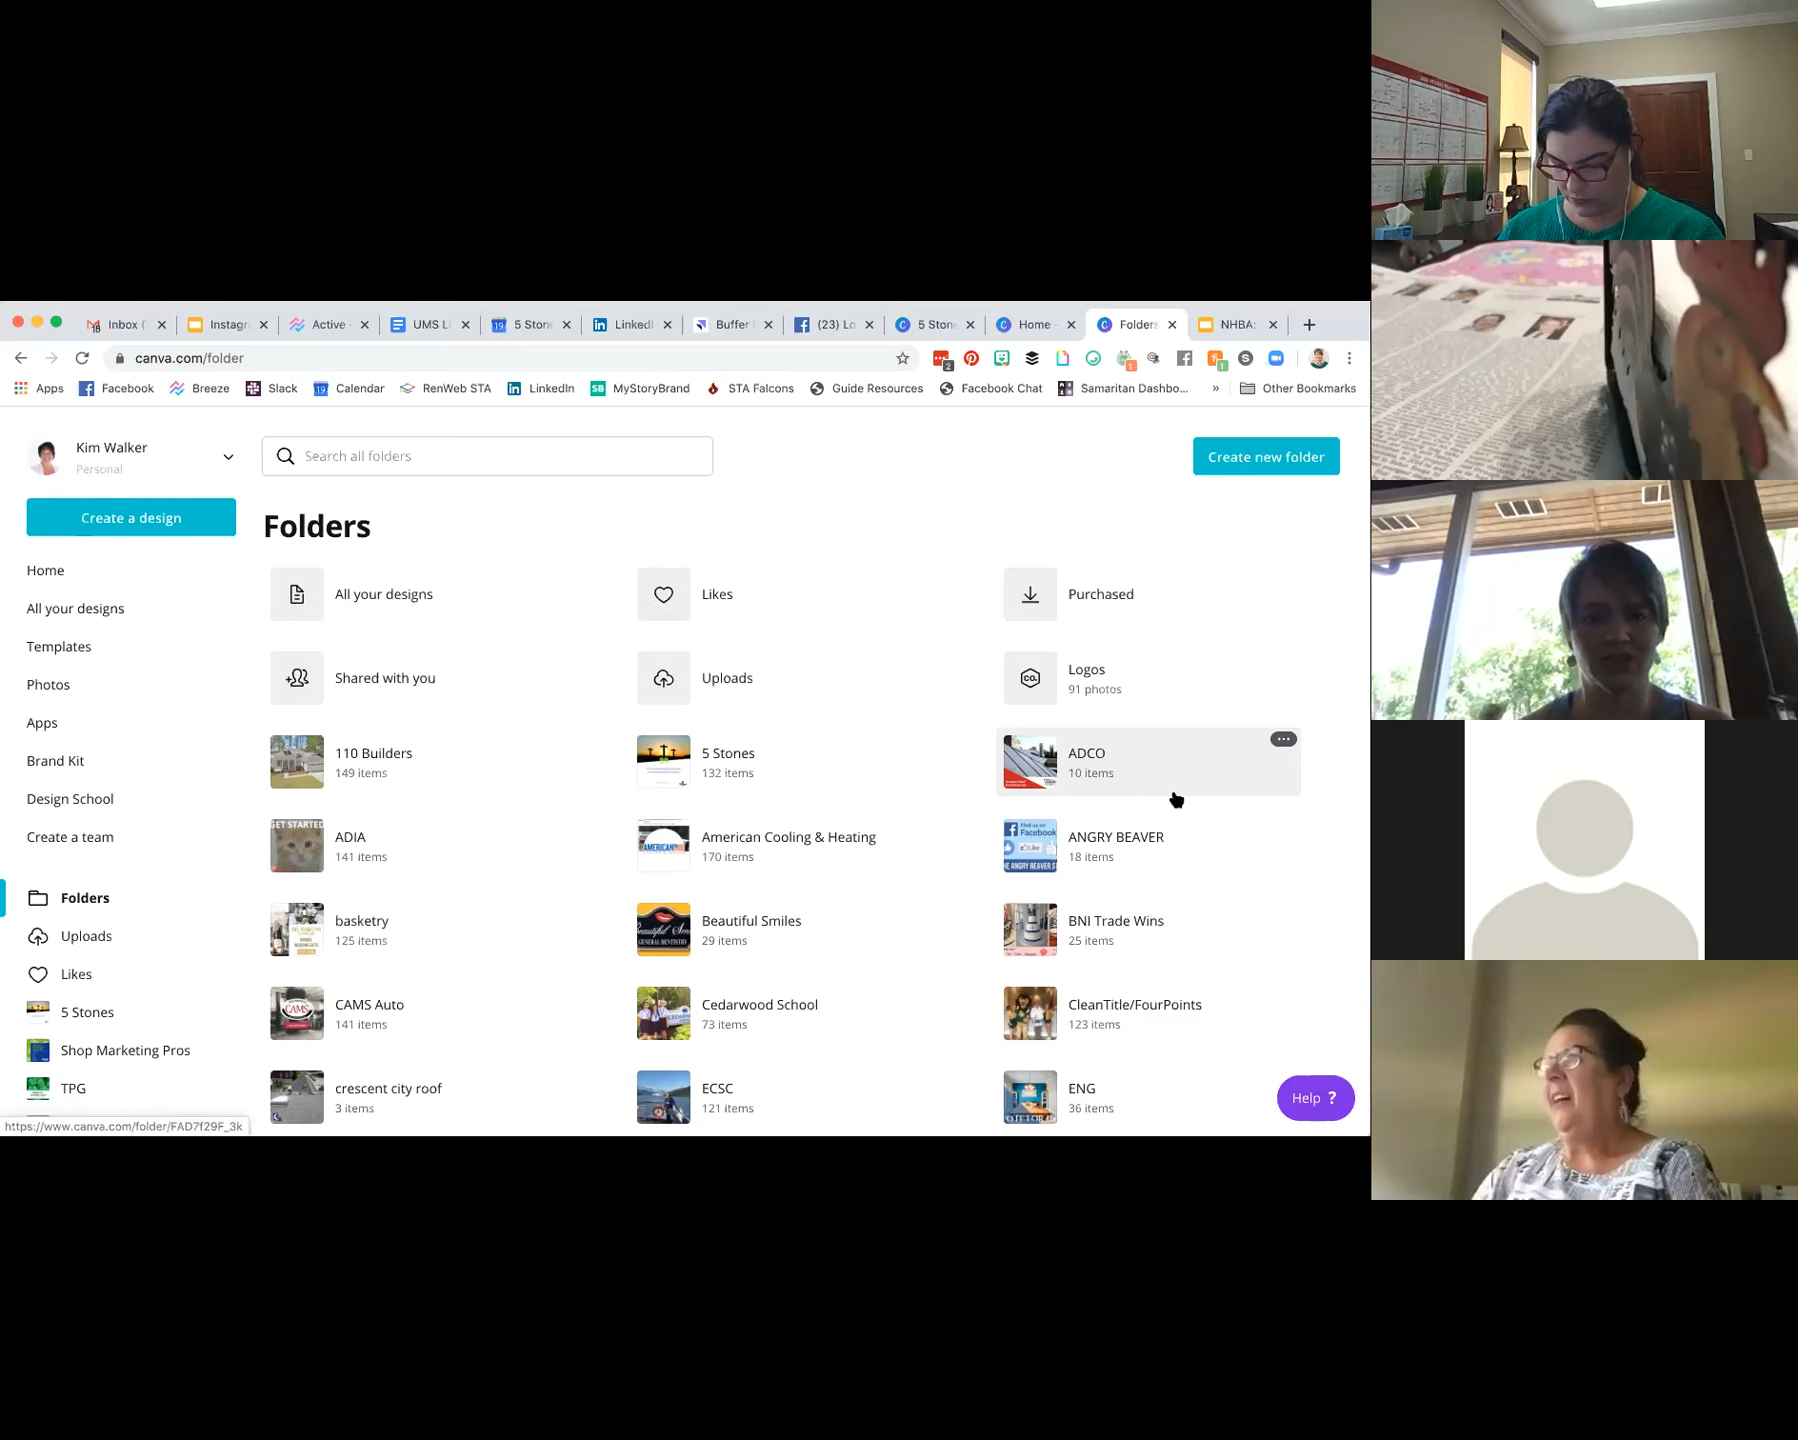 Inbox (
Instagr
Active
UMS Li
5 Stone
LinkedI
Buffer
(23) Lo
5 Stone
Home -
Folders
NHBA:
canva.com/folder
Apps
Facebook
Breeze
Slack
Calendar
RenWeb STA
LinkedIn
MyStoryBrand
STA Falcons
Guide Resources
Facebook Chat
Samaritan Dashbo...
»
Other Bookmarks
Kim Walker
Personal
Search all folders
Create new folder
Create a design
Folders
Home
All your designs
Templates
Photos
Apps
Brand Kit
Design School
Create a team
Folders
Uploads
Likes
5 Stones
Shop Marketing Pros
TPG
https://www.canva.com/folder/FAD7f29F_3k
All your designs
Likes
Purchased
Shared with you
Uploads
Logos
91 photos
110 Builders
149 items
5 Stones
132 items
ADCO
10 items
ADIA
141 items
American Cooling & Heating
170 items
ANGRY BEAVER
18 items
basketry
125 items
Beautiful Smiles
29 items
BNI Trade Wins
25 items
CAMS Auto
141 items
Cedarwood School
73 items
CleanTitle/FourPoints
123 items
crescent city roof
3 items
ECSC
121 items
ENG
36 items
Help ?